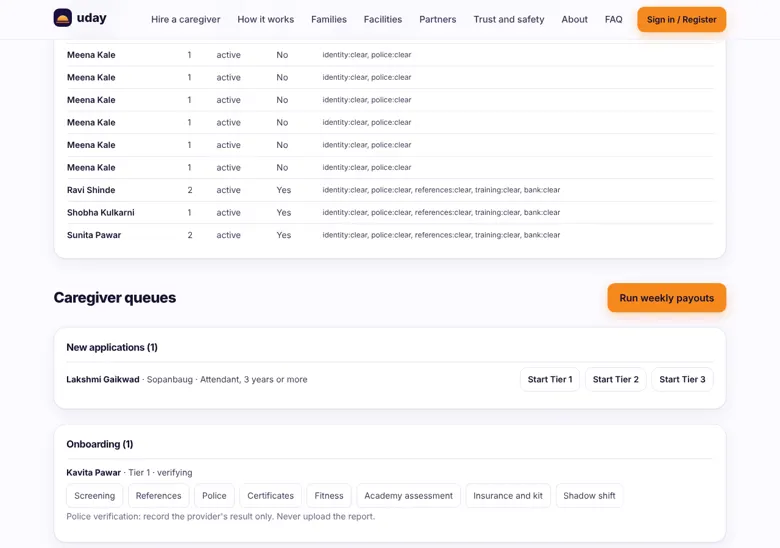 uday Hire a caregiver How it works Families Facilities Partners Trust and safety About FAQ Sign in / Register
Meena Kale 1 active No identity:clear, police:clear
Meena Kale 1 active No identity:clear, police:clear
Meena Kale 1 active No identity:clear, police:clear
Meena Kale 1 active No identity:clear, police:clear
Meena Kale 1 active No identity:clear, police:clear
Meena Kale 1 active No identity:clear, police:clear
Ravi Shinde 2 active Yes identity:clear, police:clear, references:clear, training:clear, bank:clear
Shobha Kulkarni 1 active Yes identity:clear, police:clear, references:clear, training:clear, bank:clear
Sunita Pawar 2 active Yes identity:clear, police:clear, references:clear, training:clear, bank:clear
Caregiver queues Run weekly payouts
New applications (1)
Lakshmi Gaikwad · Sopanbaug · Attendant, 3 years or more Start Tier 1 Start Tier 2 Start Tier 3
Onboarding (1)
Kavita Pawar · Tier 1 · verifying
Screening References Police Certificates Fitness Academy assessment Insurance and kit Shadow shift
Police verification: record the provider's result only. Never upload the report.